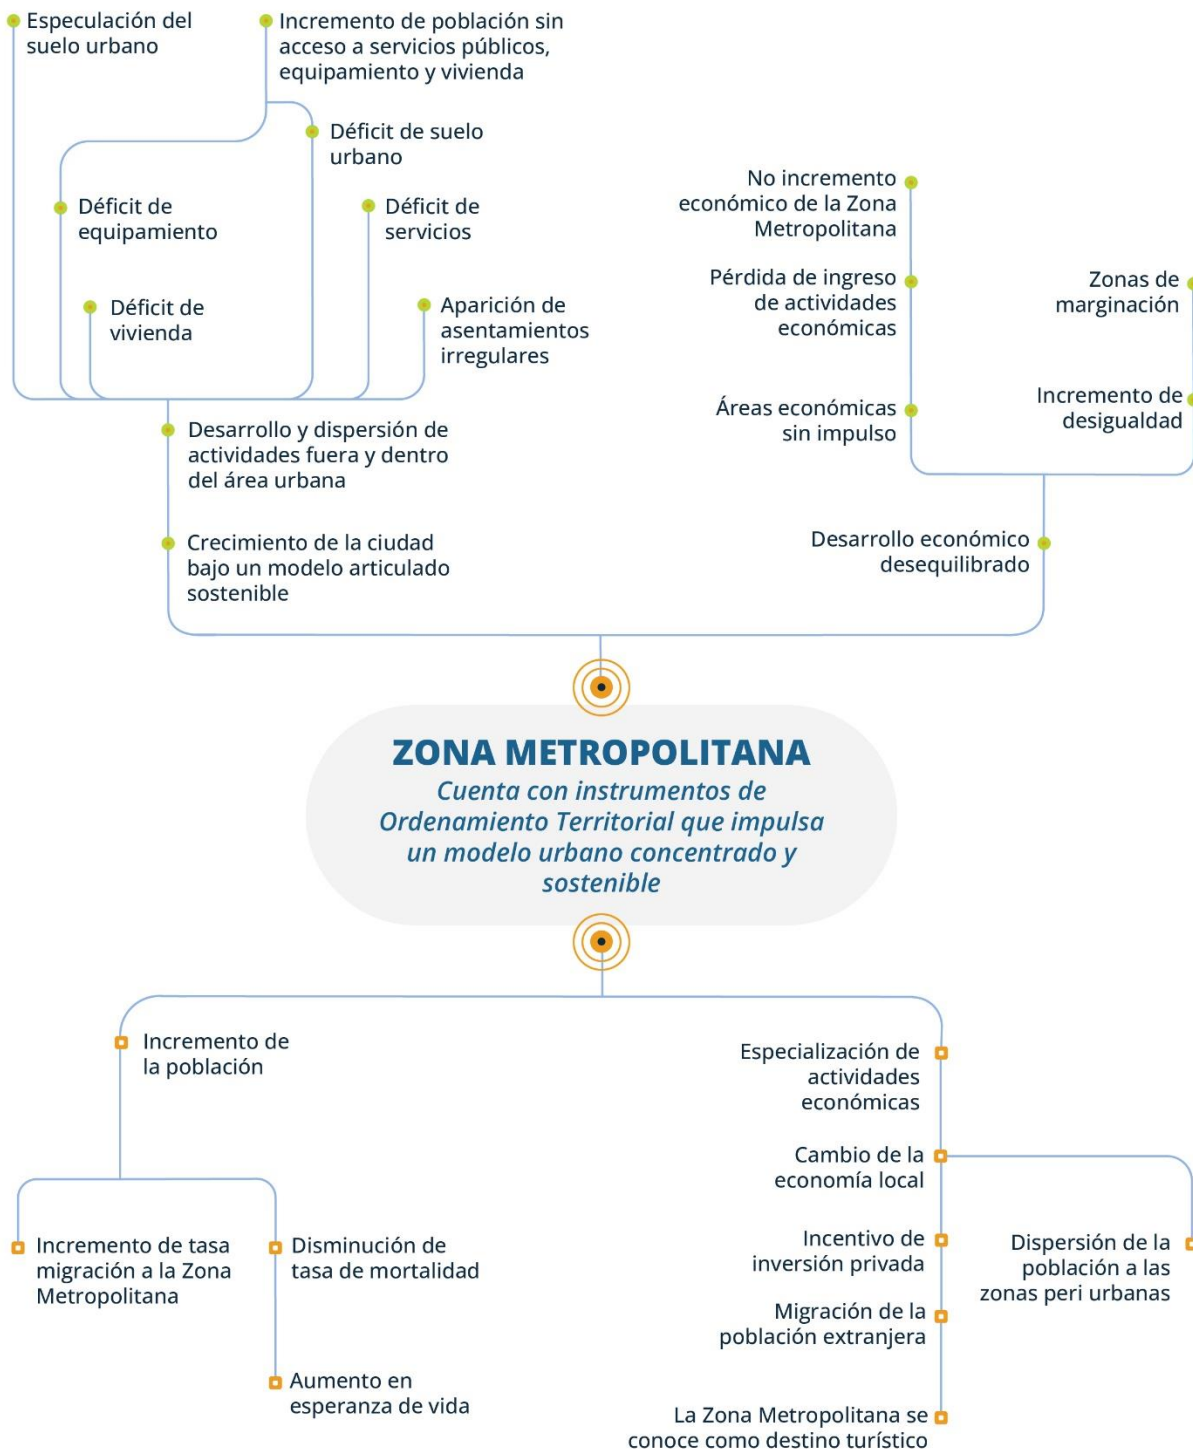 Especulación del
suelo urbano
Incremento de población sin
acceso a servicios públicos,
equipamiento y vivienda
Déficit de suelo
urbano
Déficit de
equipamiento
Déficit de
servicios
Déficit de
vivienda
Aparición de
asentamientos
irregulares
Desarrollo y dispersión de
actividades fuera y dentro
del área urbana
Crecimiento de la ciudad
bajo un modelo articulado
sostenible
No incremento
económico de la Zona
Metropolitana
Pérdida de ingreso
de actividades
económicas
Áreas económicas
sin impulso
Zonas de
marginación
Incremento de
desigualdad
Desarrollo económico
desequilibrado
ZONA METROPOLITANA
Cuenta con instrumentos de
Ordenamiento Territorial que impulsa
un modelo urbano concentrado y
sostenible
Incremento de
la población
Incremento de tasa
migración a la Zona
Metropolitana
Disminución de
tasa de mortalidad
Aumento en
esperanza de vida
Especialización de
actividades
económicas
Cambio de la
economía local
Incentivo de
inversión privada
Migración de la
población extranjera
La Zona Metropolitana se
conoce como destino turístico
Dispersión de la
población a las
zonas peri urbanas